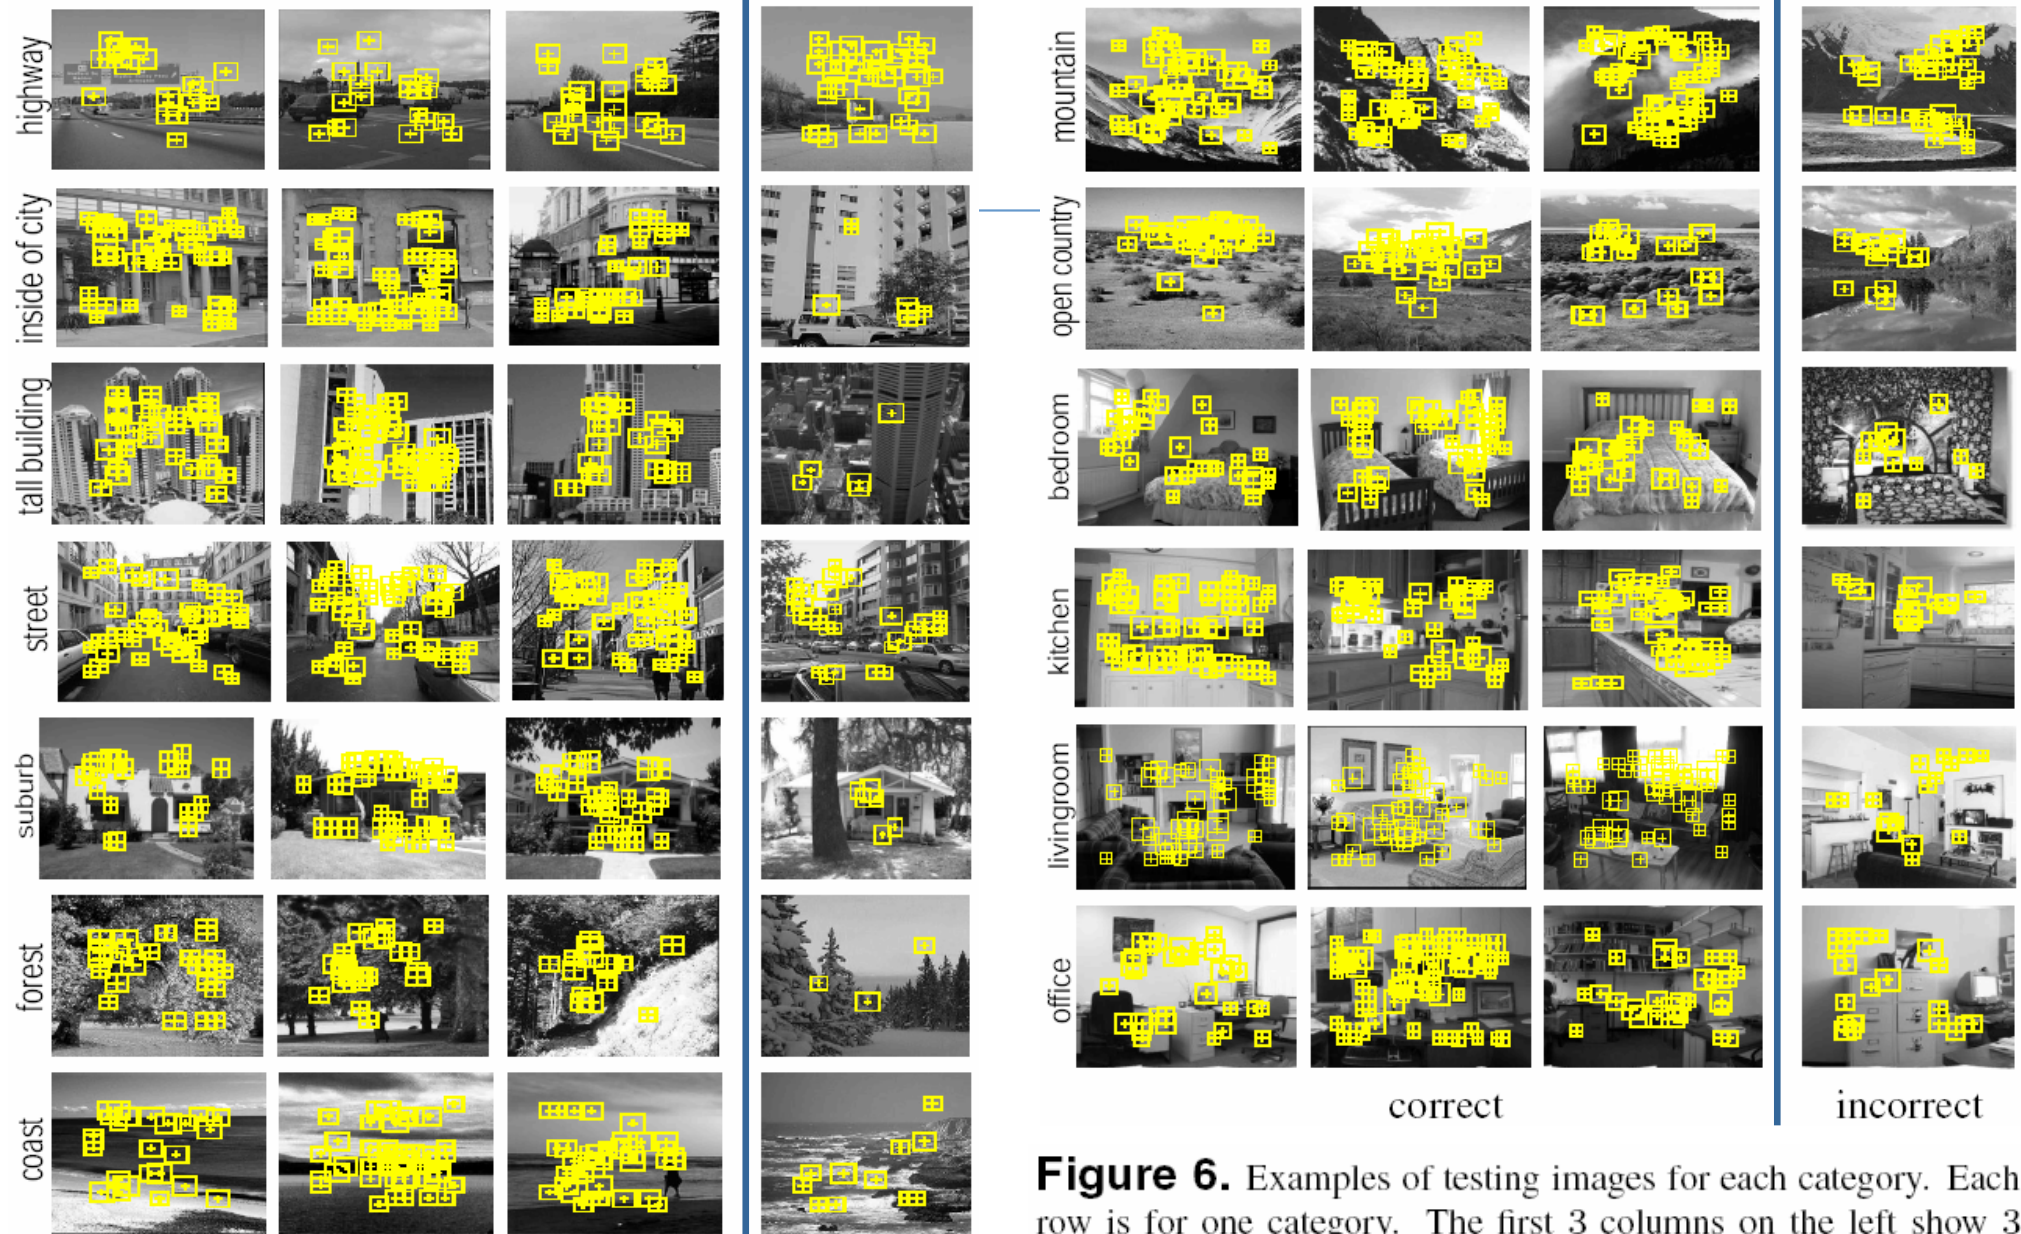 highway
inside of city
tall building
street
suburb
forest
coast
mountain
open country
bedroom
kitchen
livingroom
office
correct
incorrect
Figure 6. Examples of testing images for each category. Each
row is for one category. The first 3 columns on the left show 3